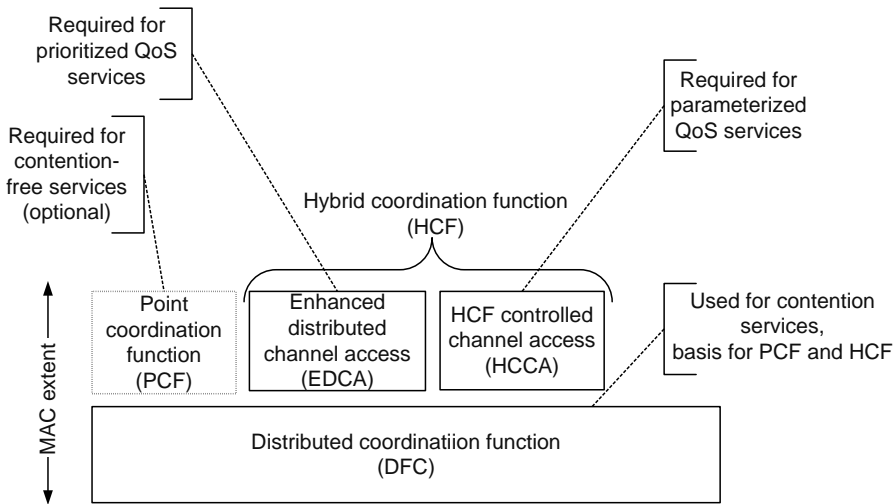 Required for
prioritized QoS
services
Required for
parameterized
QoS services
Required for
contention-
free services
(optional)
Hybrid coordination function
(HCF)
MAC extent
Point
coordination
function
(PCF)
Enhanced
distributed
channel access
(EDCA)
HCF controlled
channel access
(HCCA)
Used for contention
services,
basis for PCF and HCF
Distributed coordinatiion function
(DFC)